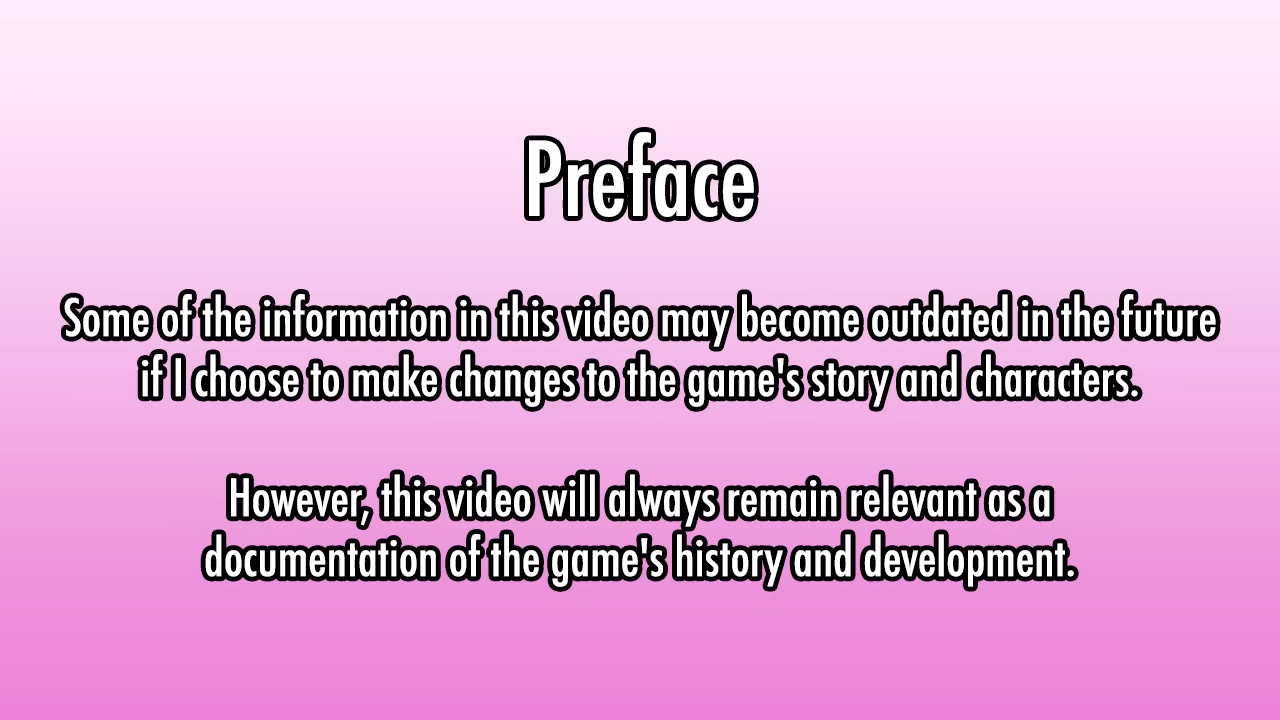 Preface
Some of the information in this video may become outdated in the future
if I choose to make changes to the game's story and characters.
However, this video will always remain relevant as a
documentation of the game's history and development.